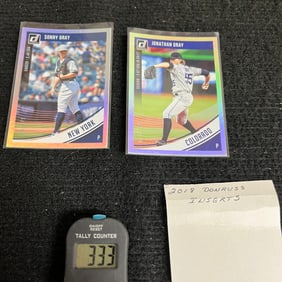 SONNY GRAY
JONATHAN GRAY
NEW YORK
P
COLORADO
P
2018 DONRUSS
INSERTS
TALLY COUNTER
333